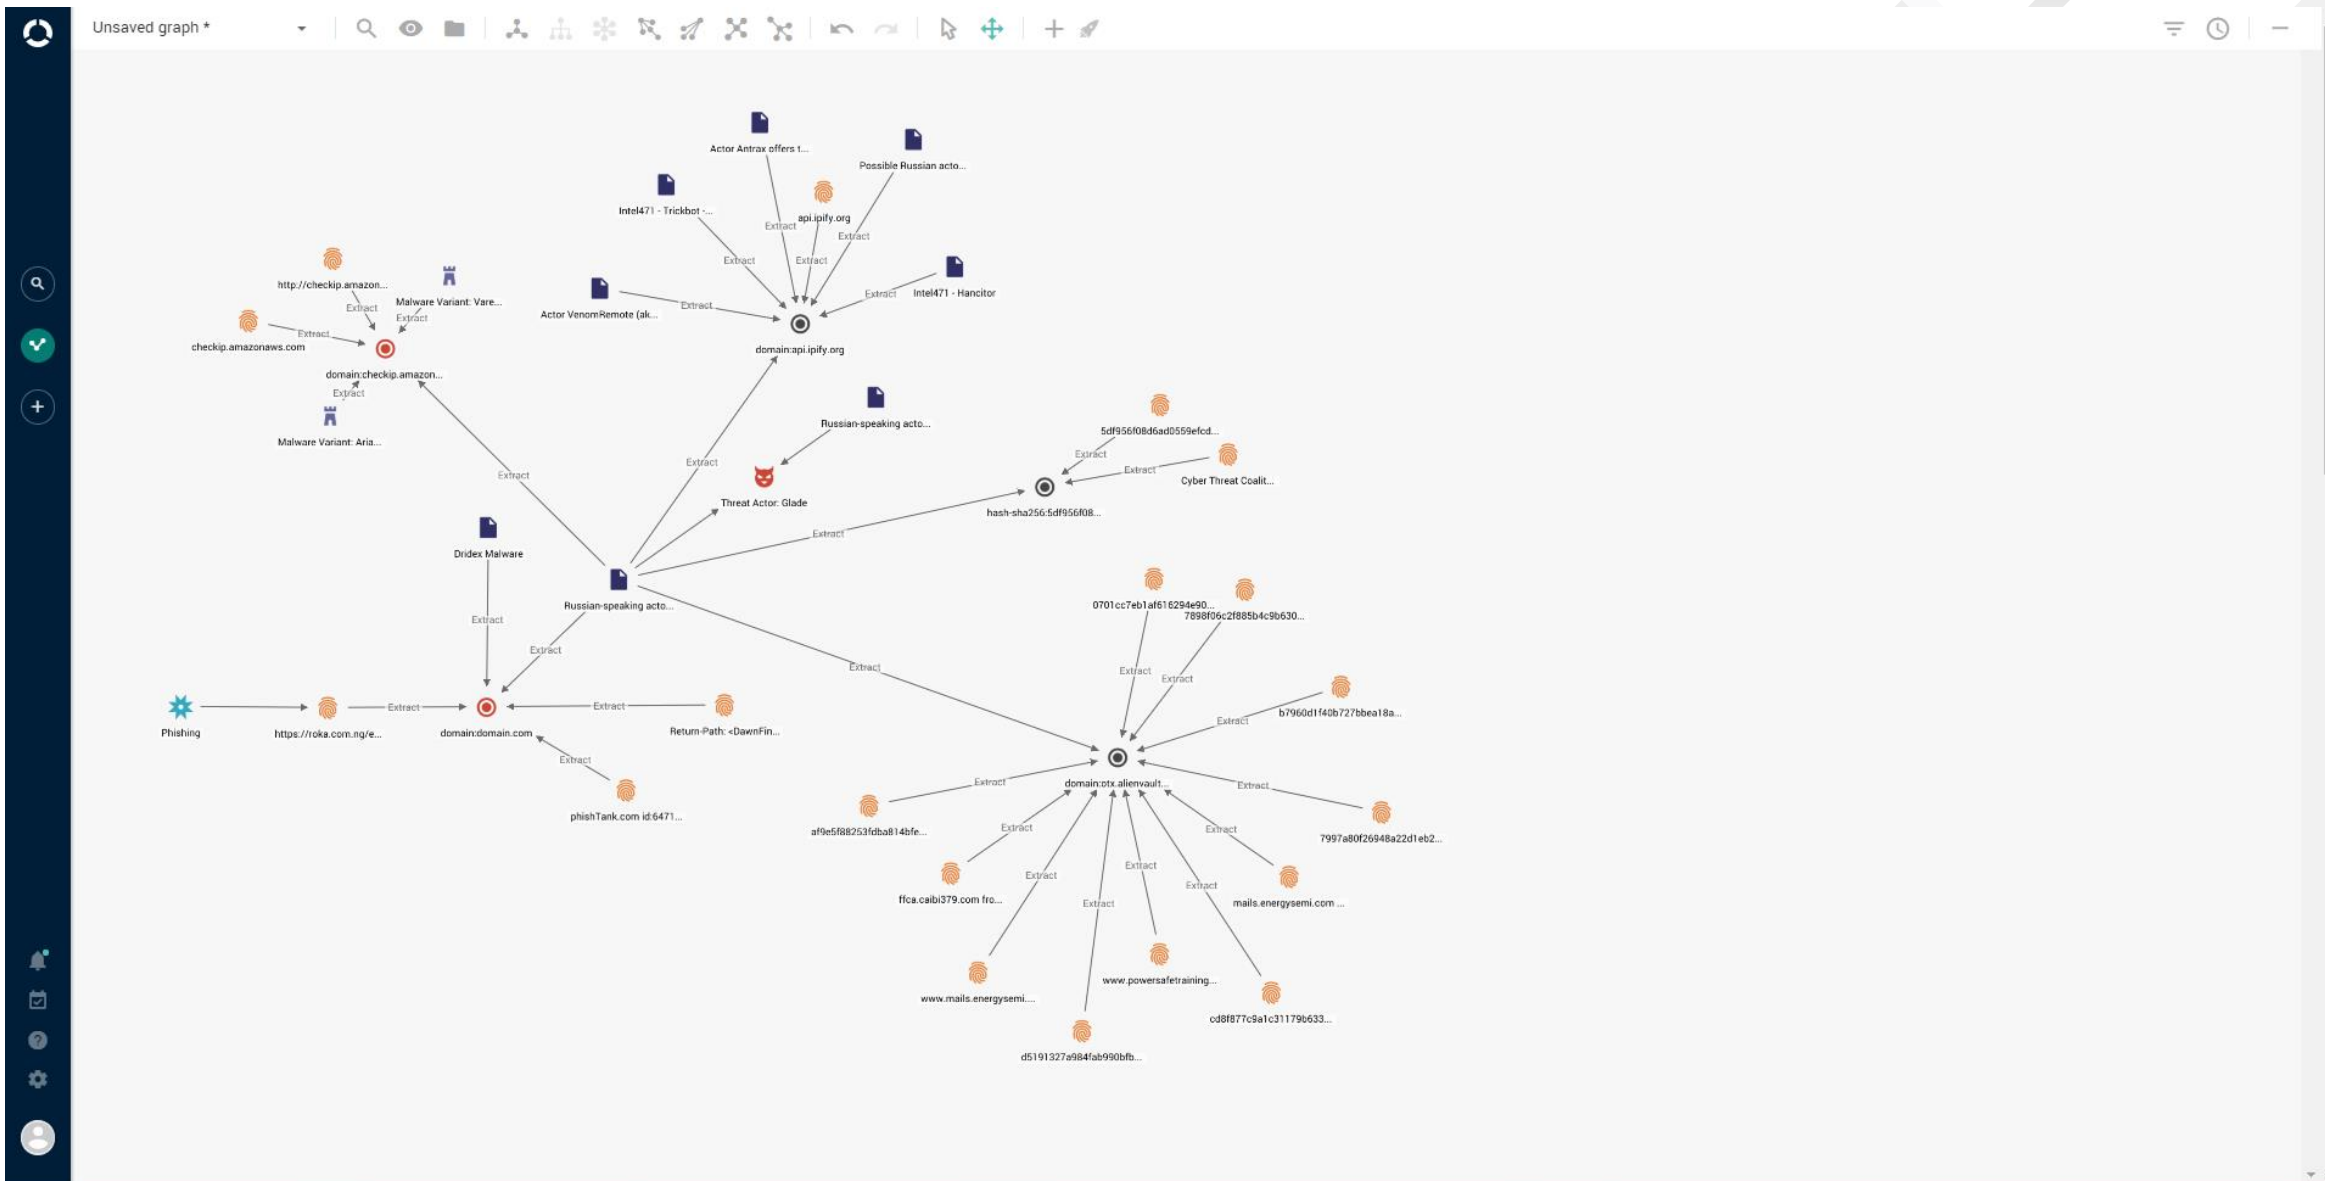 Unsaved graph *
Actor Antrax offers t...
Possible Russian acto...
Intel471 - Trickbot -...
api.ipify.org
Extract
Extract
Extract
Extract
http://checkip.amazon...
Malware Variant: Vare...
Intel471 - Hancitor
Extract
Extract
Extract
Extract
Actor VenomRemote (ak...
Extract
checkip.amazonaws.com
domain:api.ipify.org
domain:checkip.amazon...
Extract
Malware Variant: Aria...
Russian-speaking acto...
5df956f08d6ad0559efcd...
Extract
Extract
Extract
Extract
Cyber Threat Coalit...
Threat Actor: Glade
hash-sha256:5df956f08...
Extract
Dridex Malware
Russian-speaking acto...
0701cc7eb1af616294e90...
7898f06c2f885b4c9b630...
Extract
Extract
Extract
Extract
Extract
Extract
Extract
Extract
b7960d1f40b727bbea18a...
Phishing
https://roka.com.ng/e...
domain:domain.com
Return-Path: <DawnFin...
Extract
Extract
domain:otx.alienvault...
Extract
phishTank.com id:6471...
af9e5f88253fdba814bfe...
Extract
Extract
7997a80f26948a22d1eb2...
Extract
Extract
Extract
ffca.caibi379.com fro...
Extract
mails.energysemi.com ...
www.powersafetraining...
www.mails.energysemi....
cd8f877c9a1c31179b633...
d5191327a984fab990bfb...